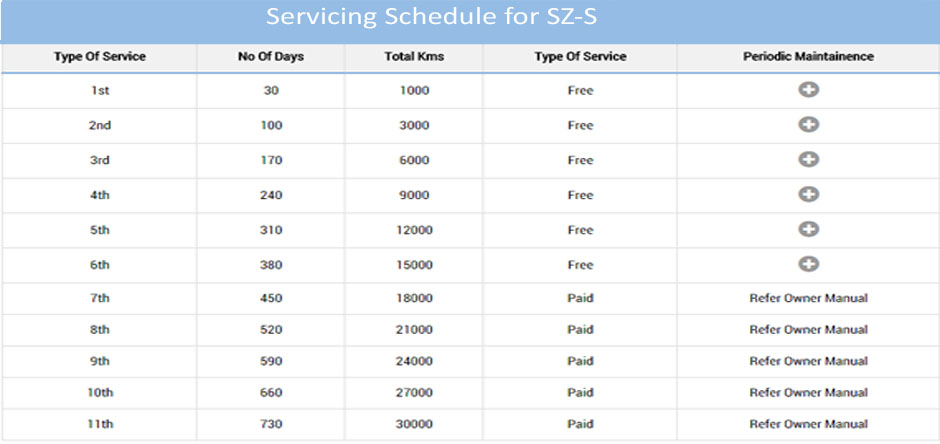 Servicing Schedule for SZ-S
Type Of Service No Of Days Total Kms Type Of Service Periodic Maintainence
1st 30 1000 Free
2nd 100 3000 Free
3rd 170 6000 Free
4th 240 9000 Free
5th 310 12000 Free
6th 380 15000 Free
7th 450 18000 Paid Refer Owner Manual
8th 520 21000 Paid Refer Owner Manual
9th 590 24000 Paid Refer Owner Manual
10th 660 27000 Paid Refer Owner Manual
11th 730 30000 Paid Refer Owner Manual